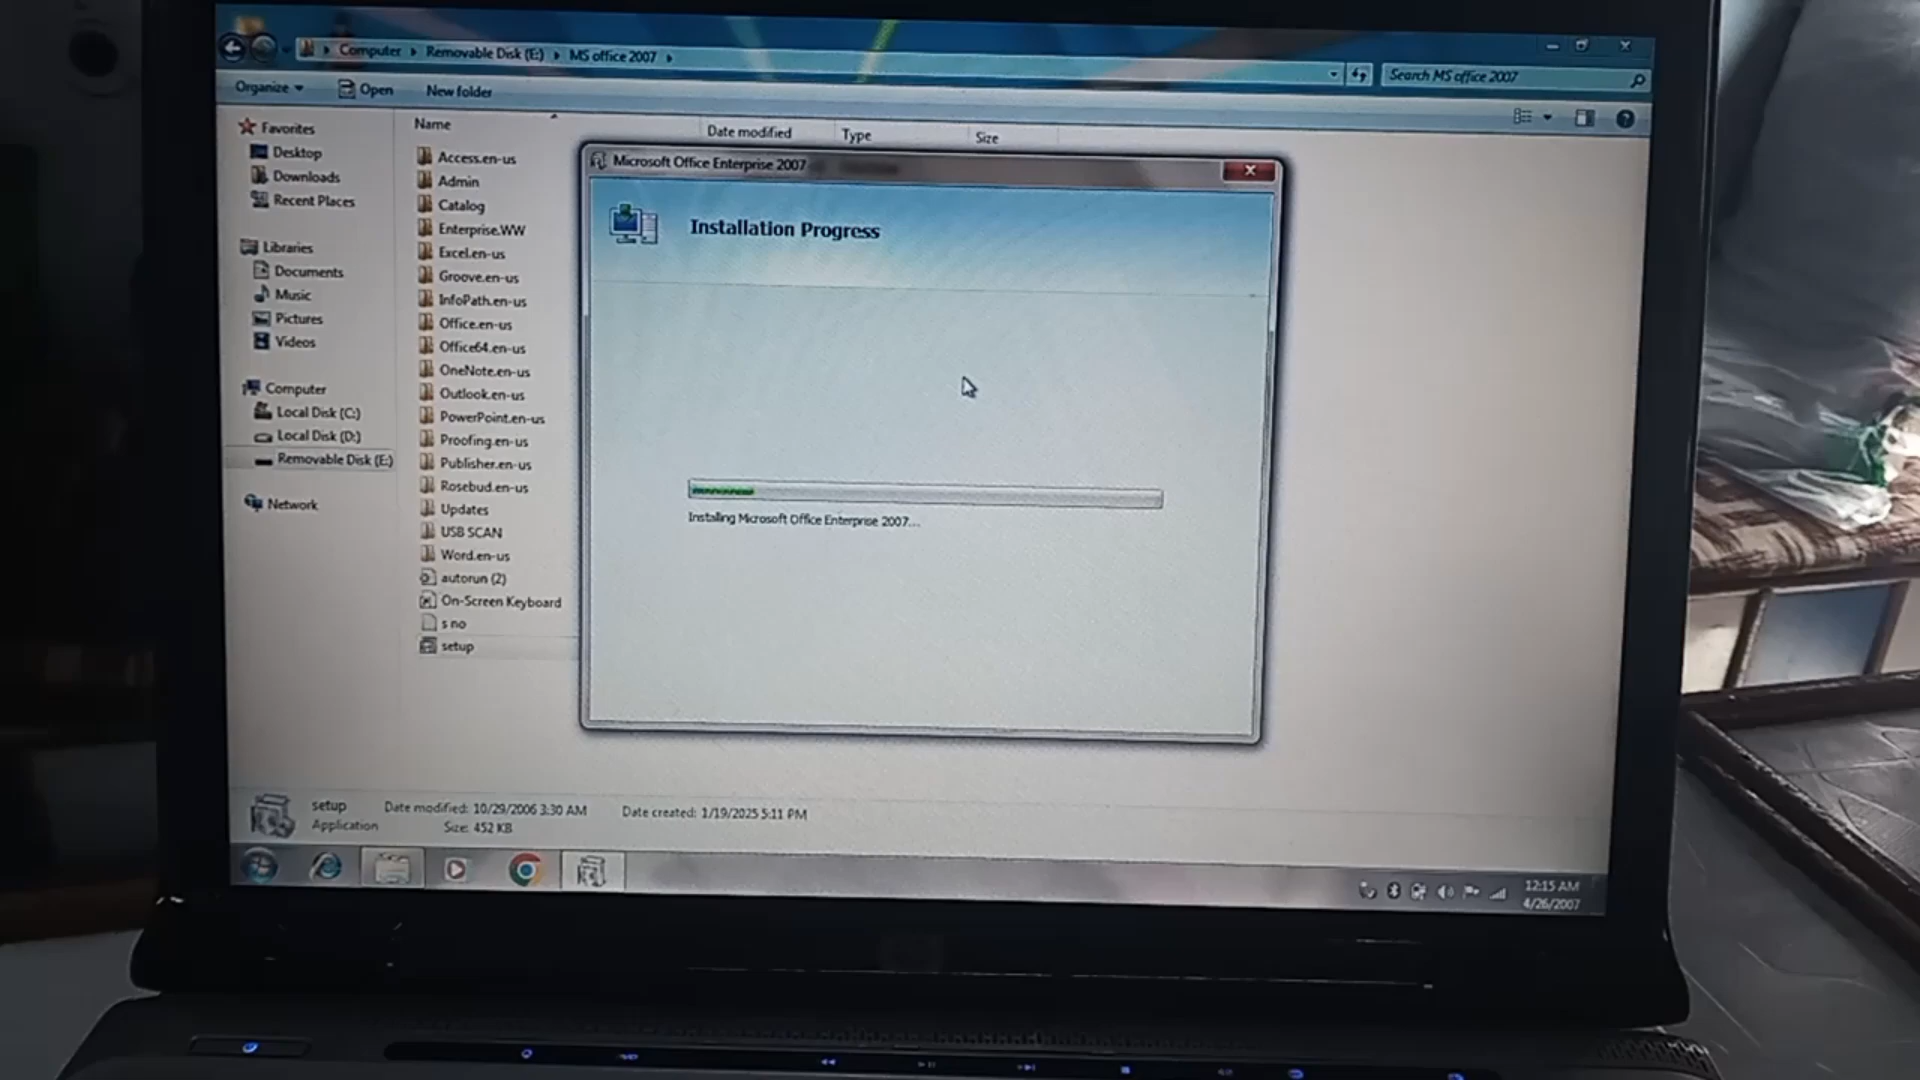 Computer ▸ Removable Disk (E:) ▸ MS office 2007 ▸
Search MS office 2007
Organize
Open
New folder
Name
Date modified
Type
Size
Favorites
Desktop
Downloads
Recent Places
Libraries
Documents
Music
Pictures
Videos
Computer
Local Disk (C:)
Local Disk (D:)
Removable Disk (E:)
Network
Access.en-us
Admin
Catalog
Enterprise.WW
Excel.en-us
Groove.en-us
InfoPath.en-us
Office.en-us
Office64.en-us
OneNote.en-us
Outlook.en-us
PowerPoint.en-us
Proofing.en-us
Publisher.en-us
Rosebud.en-us
Updates
USB SCAN
Word.en-us
autorun (2)
On-Screen Keyboard
s no
setup
Microsoft Office Enterprise 2007
Installation Progress
Installing Microsoft Office Enterprise 2007...
setup
Date modified: 10/29/2006 3:30 AM
Date created: 1/19/2025 5:11 PM
Application
Size: 452 KB
12:15 AM
4/26/2007